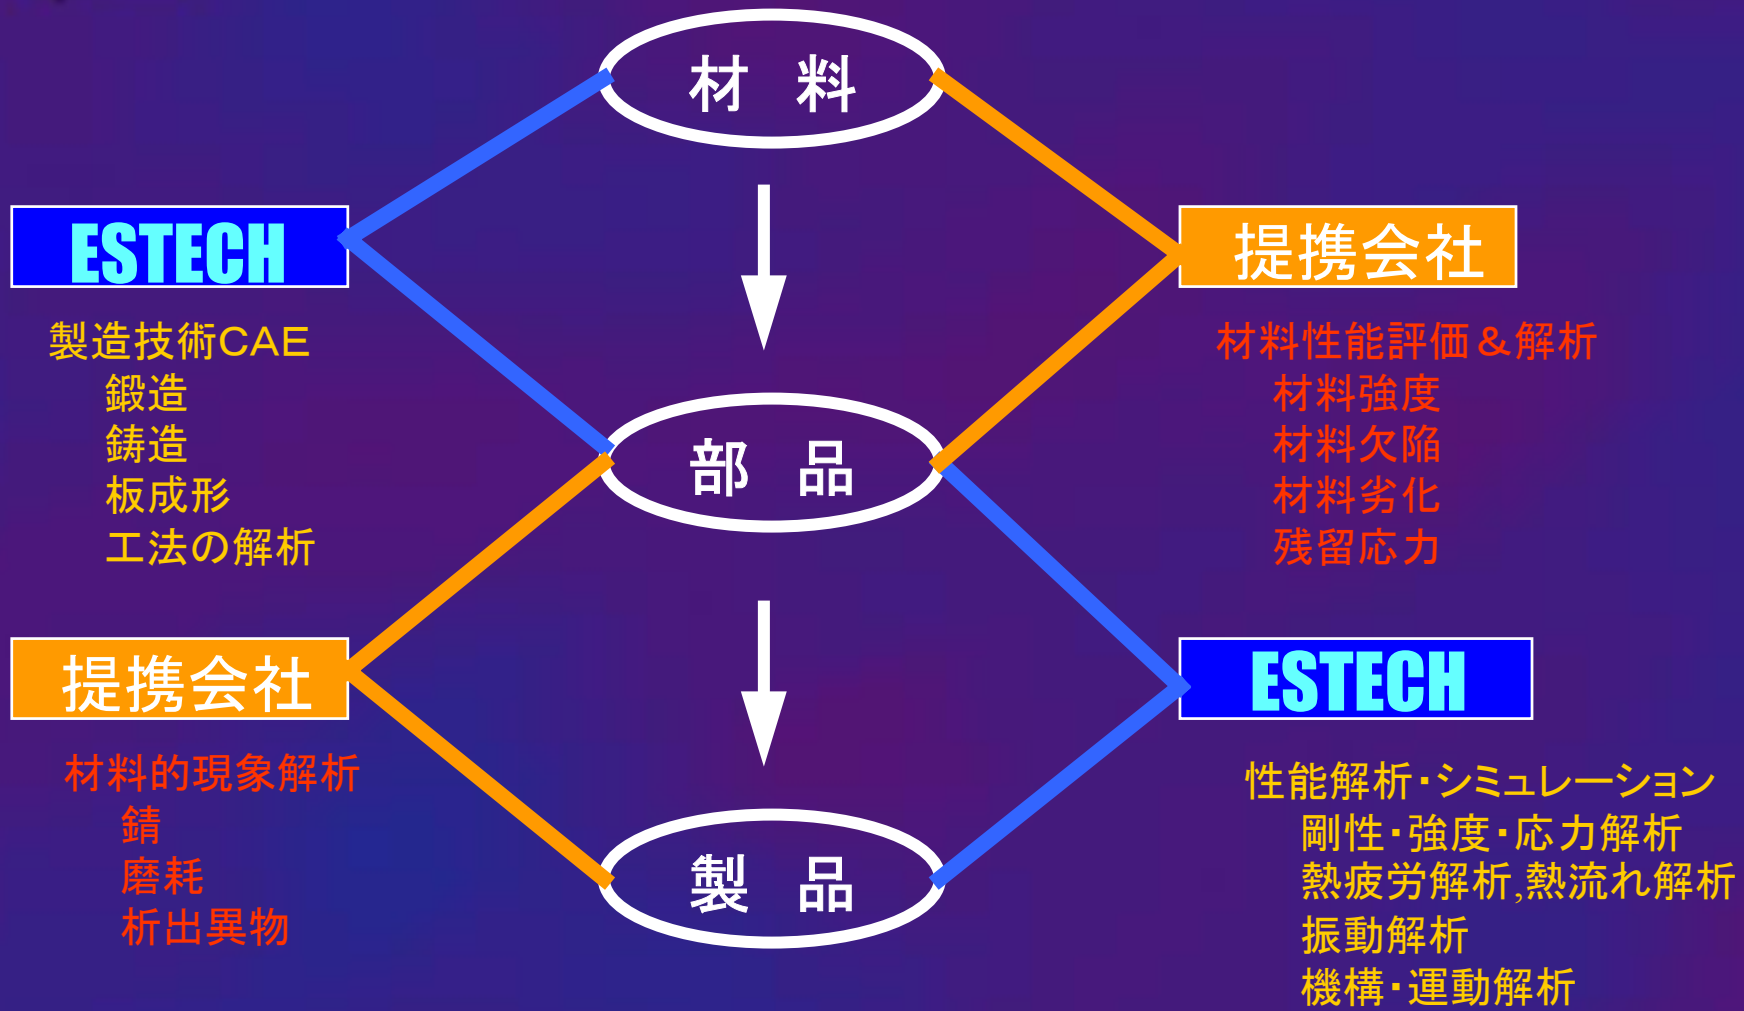 材 料
ESTECH
製造技術CAE
鍛造
鋳造
板成形
工法の解析
提携会社
材料性能評価&解析
材料強度
材料欠陥
材料劣化
残留応力
部 品
提携会社
材料的現象解析
錆
磨耗
析出異物
ESTECH
性能解析・シミュレーション
剛性・強度・応力解析
熱疲労解析,熱流れ解析
振動解析
機構・運動解析
製 品